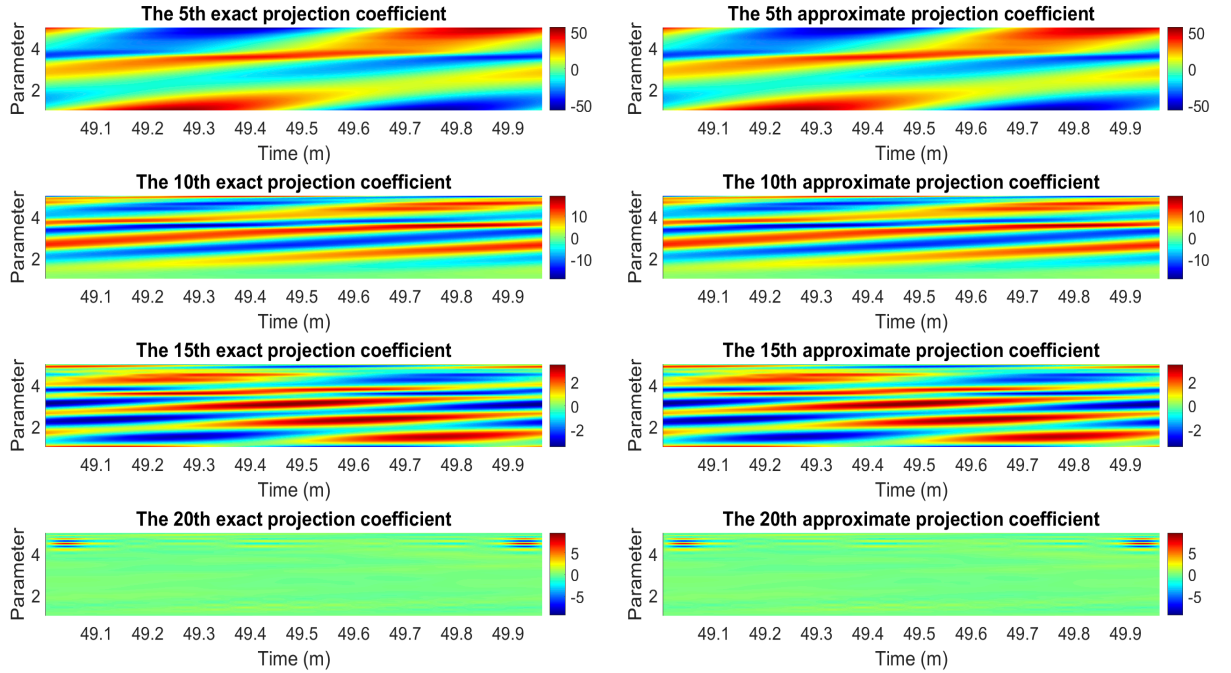 The 5th exact projection coefficient
Parameter
4
2
50
0
-50
49.1 49.2 49.3 49.4 49.5 49.6 49.7 49.8 49.9
Time (m)
The 5th approximate projection coefficient
Parameter
4
2
50
0
-50
49.1 49.2 49.3 49.4 49.5 49.6 49.7 49.8 49.9
Time (m)
The 10th exact projection coefficient
Parameter
4
2
10
0
-10
49.1 49.2 49.3 49.4 49.5 49.6 49.7 49.8 49.9
Time (m)
The 10th approximate projection coefficient
Parameter
4
2
10
0
-10
49.1 49.2 49.3 49.4 49.5 49.6 49.7 49.8 49.9
Time (m)
The 15th exact projection coefficient
Parameter
4
2
2
0
-2
49.1 49.2 49.3 49.4 49.5 49.6 49.7 49.8 49.9
Time (m)
The 15th approximate projection coefficient
Parameter
4
2
2
0
-2
49.1 49.2 49.3 49.4 49.5 49.6 49.7 49.8 49.9
Time (m)
The 20th exact projection coefficient
Parameter
4
2
5
0
-5
49.1 49.2 49.3 49.4 49.5 49.6 49.7 49.8 49.9
Time (m)
The 20th approximate projection coefficient
Parameter
4
2
5
0
-5
49.1 49.2 49.3 49.4 49.5 49.6 49.7 49.8 49.9
Time (m)